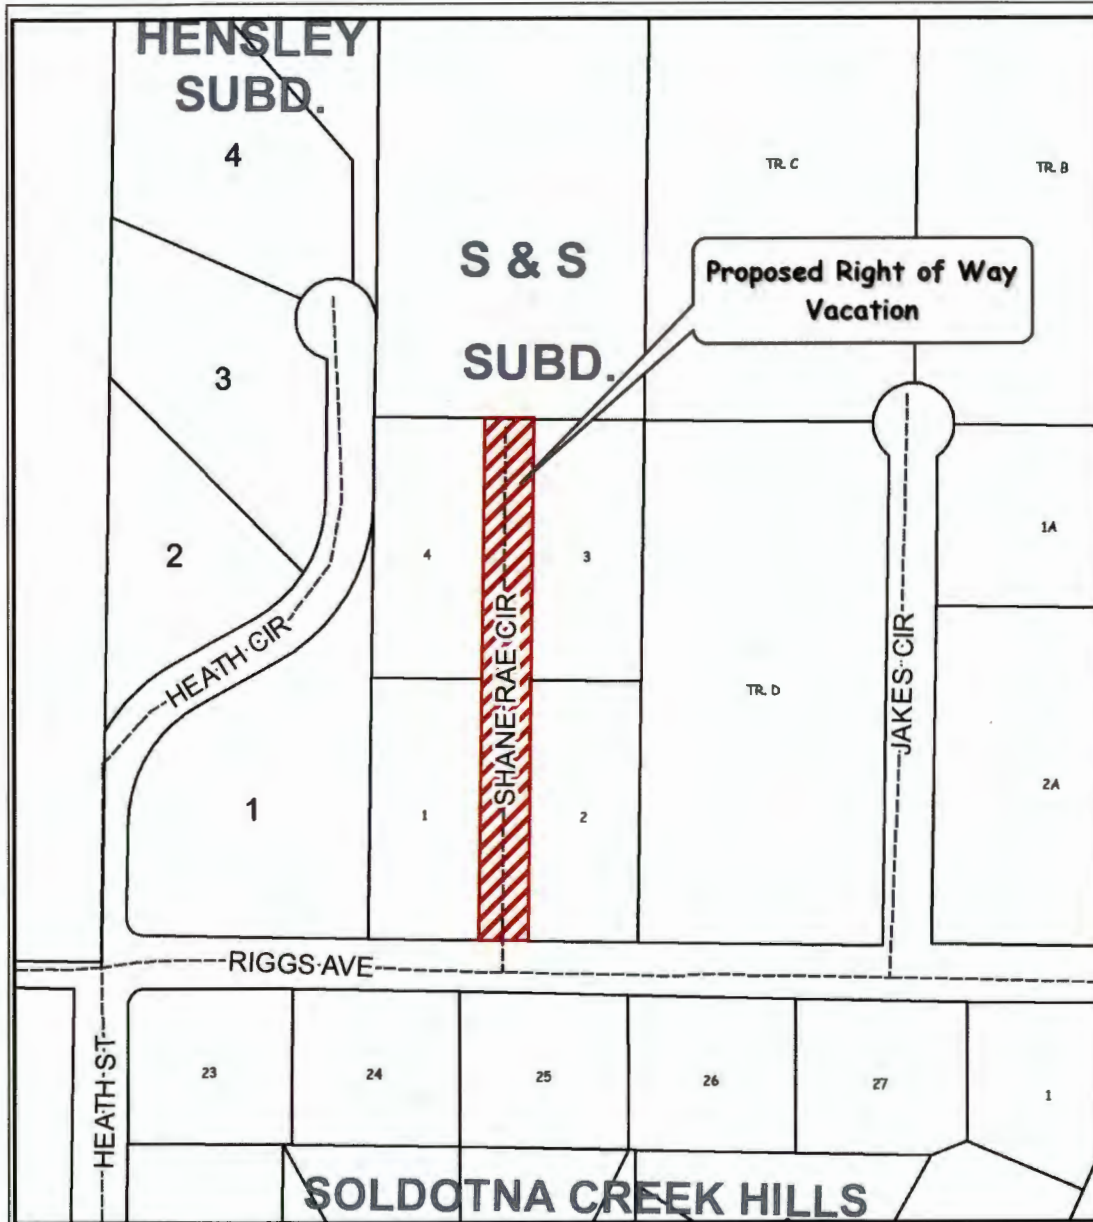 HENSLEY
SUBD.
4
TR. C
TR. B
S & S
SUBD.
Proposed Right of Way
Vacation
3
2
4
3
1A
HEATH CIR
SHANE RAE CIR
JAKES CIR
TR. D
1
1
2
2A
RIGGS AVE
HEATH ST
23
24
25
26
27
1
SOLDOTNA CREEK HILLS